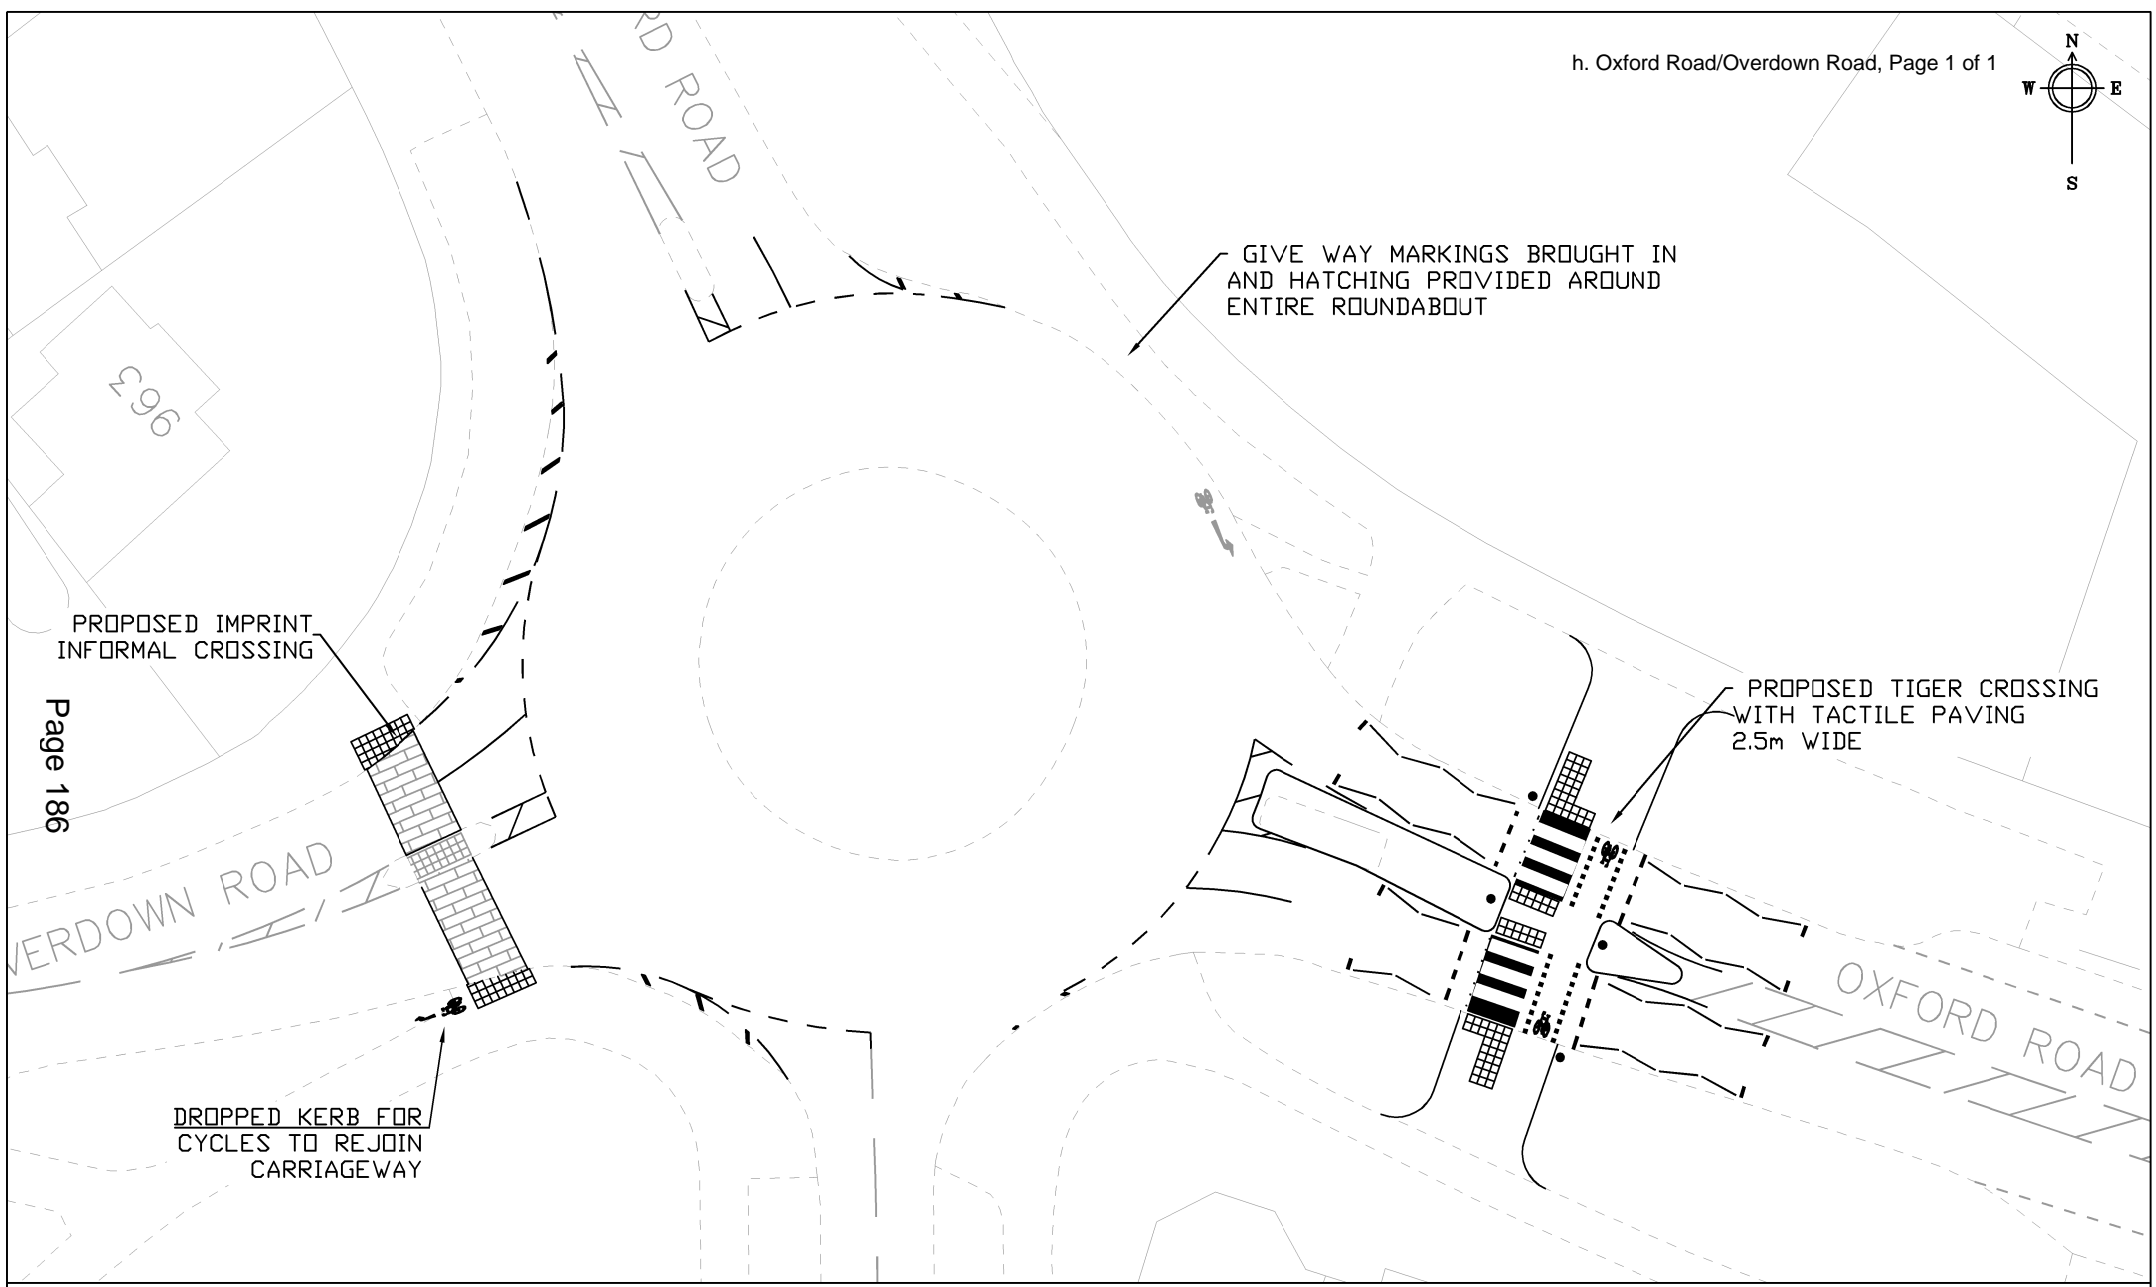 h. Oxford Road/Overdown Road, Page 1 of 1
N
W E
S
RD ROAD
GIVE WAY MARKINGS BROUGHT IN
AND HATCHING PROVIDED AROUND
ENTIRE ROUNDABOUT
963
PROPOSED IMPRINT
INFORMAL CROSSING
PROPOSED TIGER CROSSING
WITH TACTILE PAVING
2.5m WIDE
Page 186
VERDOWN ROAD
OXFORD ROAD
DROPPED KERB FOR
CYCLES TO REJOIN
CARRIAGEWAY